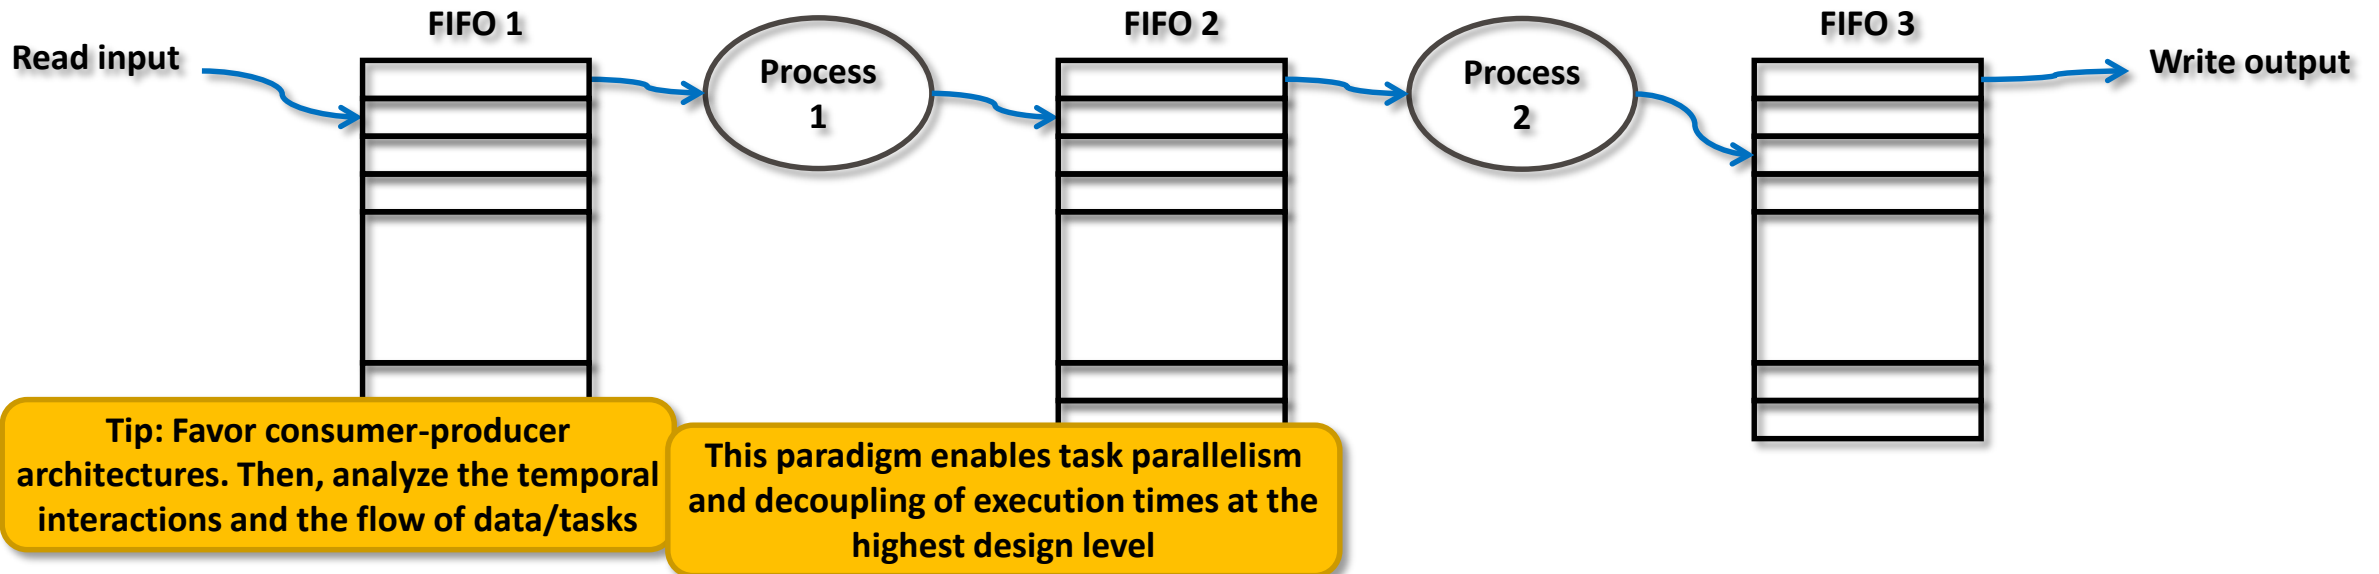 Read input
FIFO 1
Process
1
FIFO 2
Process
2
FIFO 3
Write output
Tip: Favor consumer-producer
architectures. Then, analyze the temporal
interactions and the flow of data/tasks
This paradigm enables task parallelism
and decoupling of execution times at the
highest design level